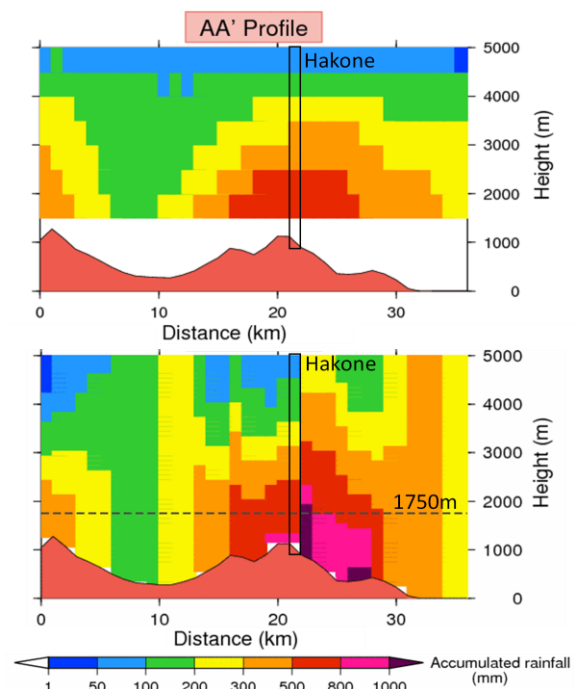 AA' Profile
Hakone
5000
4000
3000
2000
1000
0
Height (m)
0 10 20 30
Distance (km)
Hakone
5000
4000
3000
2000
1000
0
Height (m)
1750m
0 10 20 30
Distance (km)
1 50 100 200 300 500 800 1000
Accumulated rainfall
(mm)